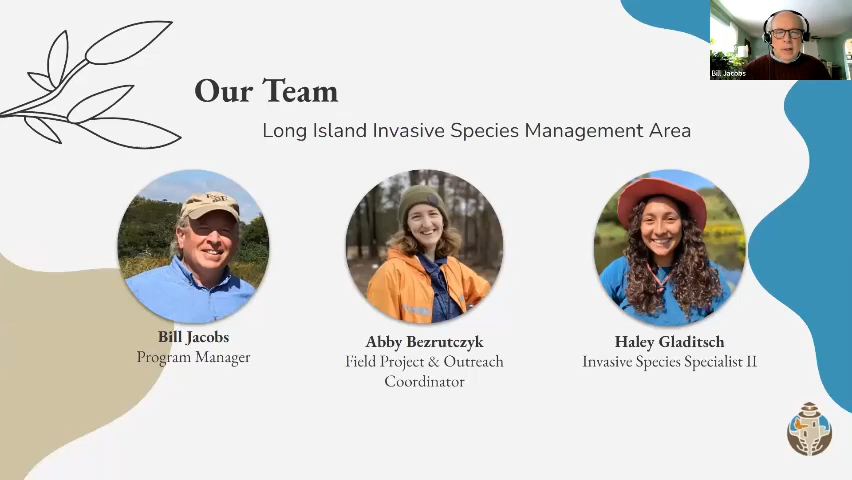 Bill Jacobs
Our Team
Long Island Invasive Species Management Area
Bill Jacobs
Program Manager
Abby Bezrutczyk
Field Project & Outreach
Coordinator
Haley Gladitsch
Invasive Species Specialist II